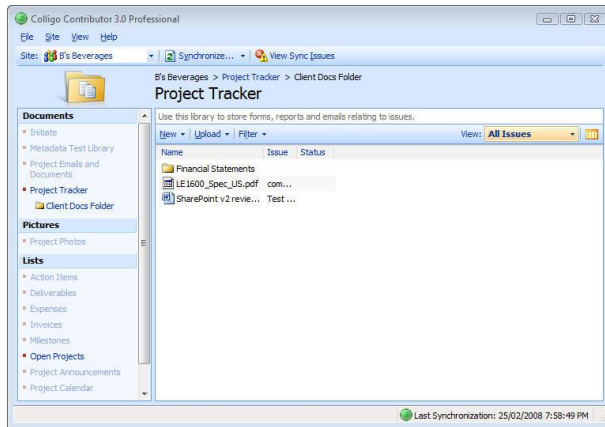 Colligo Contributor 3.0 Professional
File Site View Help
Site: B's Beverages Synchronize... View Sync Issues
B's Beverages > Project Tracker > Client Docs Folder
Project Tracker
Documents
Initiate
Metadata Test Library
Project Emails and
Documents
Project Tracker
Client Docs Folder
Pictures
Project Photos
Lists
Action Items
Deliverables
Expenses
Invoices
Milestones
Open Projects
Project Announcements
Project Calendar
Use this library to store forms, reports and emails relating to issues.
New Upload Filter View: All Issues
Name Issue Status
Financial Statements
LE1600_Spec_US.pdf com...
SharePoint v2 revie... Test ...
Last Synchronization: 25/02/2008 7:58:49 PM